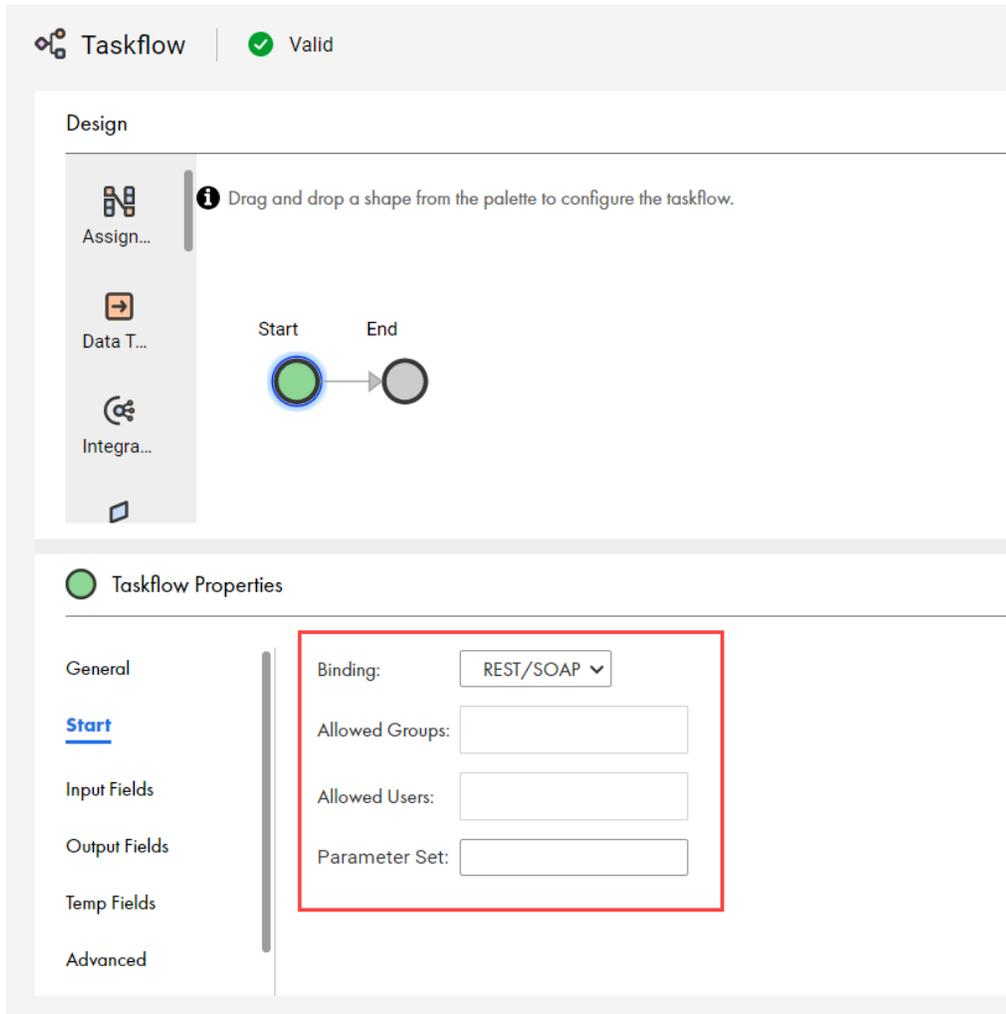 Taskflow
Valid
Design
Drag and drop a shape from the palette to configure the taskflow.
Assign...
Data T...
Integra...
Start
End
Taskflow Properties
General
Start
Input Fields
Output Fields
Temp Fields
Advanced
Binding:
REST/SOAP
Allowed Groups:
Allowed Users:
Parameter Set: